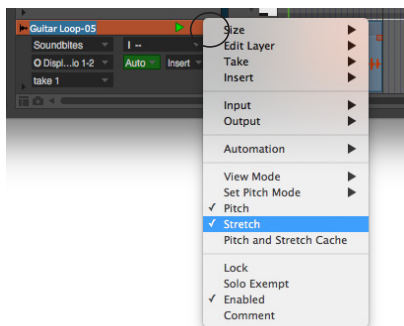 Guitar Loop-05
Soundbites
I --
O Displ...io 1-2
Auto
Insert
take 1
Size
Edit Layer
Take
Insert
Input
Output
Automation
View Mode
Set Pitch Mode
✓ Pitch
✓ Stretch
Pitch and Stretch Cache
Lock
Solo Exempt
✓ Enabled
Comment